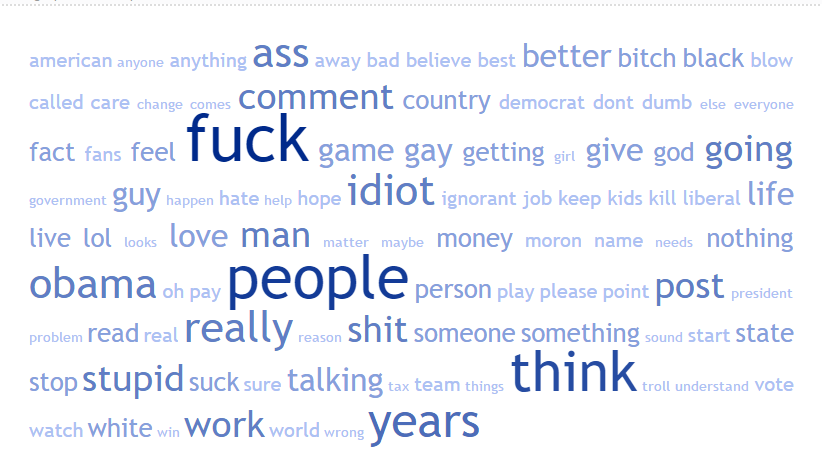 american anyone anything ass away bad believe best better bitch black blow
called care change comes comment country democrat dont dumb else everyone
fact fans feel fuck game gay getting girl give god going
government guy happen hate help hope idiot ignorant job keep kids kill liberal life
live lol looks love man matter maybe money moron name needs nothing
obama oh pay people person play please point post president
problem read real really reason shit someone something sound start state
stop stupid suck sure talking tax team things think troll understand vote
watch white win work world wrong years